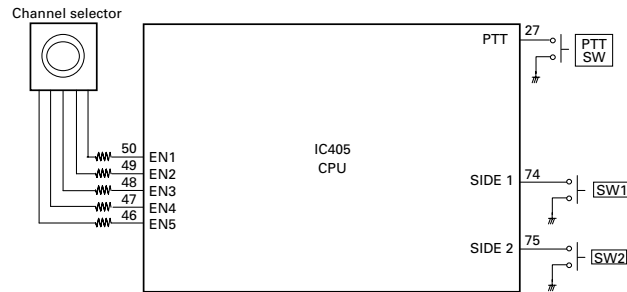 Channel selector
27
PTT
PTT
SW
50
EN1
49
EN2
48
EN3
47
EN4
46
EN5
IC405
CPU
SIDE 1
74
SW1
SIDE 2
75
SW2